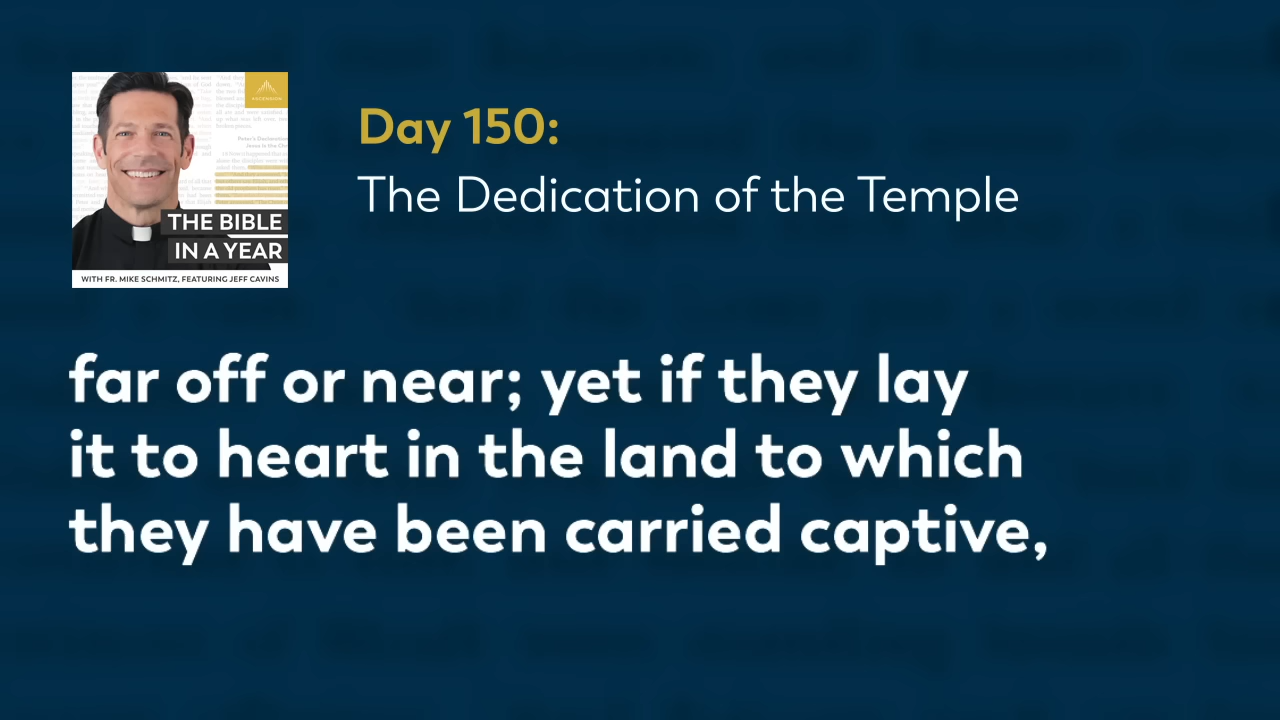 ASCENSION
THE BIBLE
IN A YEAR
WITH FR. MIKE SCHMITZ, FEATURING JEFF CAVINS
Day 150:
The Dedication of the Temple
far off or near; yet if they lay
it to heart in the land to which
they have been carried captive,